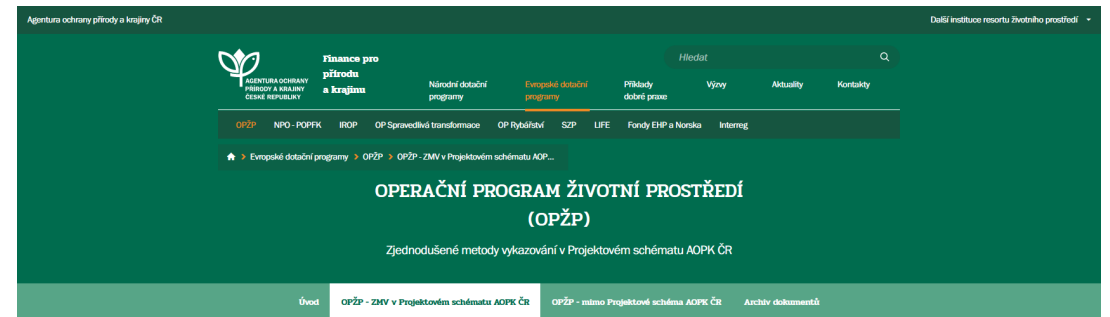 Agentura ochrany přírody a krajiny ČR
Další instituce resortu životního prostředí
AGENTURA OCHRANY
PŘÍRODY A KRAJINY
ČESKÉ REPUBLIKY
Finance pro
přírodu
a krajinu
Hledat
Národní dotační
programy
Evropské dotační
programy
Příklady
dobré praxe
Výzvy
Aktuality
Kontakty
OPŽP NPO - POPFK IROP OP Spravedlivá transformace OP Rybářství SZP LIFE Fondy EHP a Norska Interreg
Evropské dotační programy > OPŽP > OPŽP - ZMV v Projektovém schématu AOP...
OPERAČNÍ PROGRAM ŽIVOTNÍ PROSTŘEDÍ
(OPŽP)
Zjednodušené metody vykazování v Projektovém schématu AOPK ČR
Úvod OPŽP - ZMV v Projektovém schématu AOPK ČR OPŽP - mimo Projektové schéma AOPK ČR Archiv dokumentů